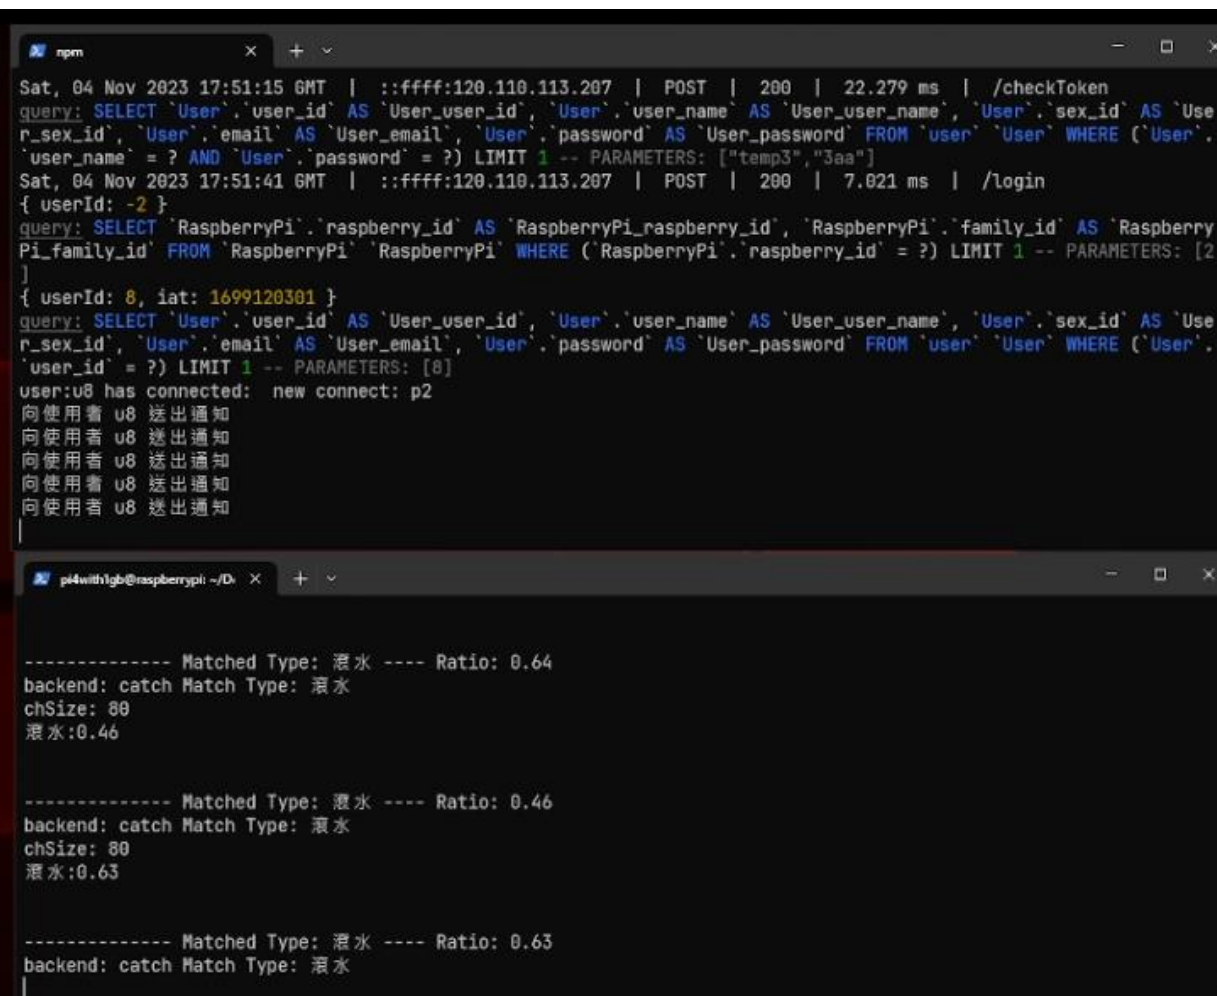 npm
Sat, 04 Nov 2023 17:51:15 GMT | ::ffff:120.110.113.207 | POST | 200 | 22.279 ms | /checkToken
query: SELECT `User`.`user_id` AS `User_user_id`, `User`.`user_name` AS `User_user_name`, `User`.`sex_id` AS `Use
r_sex_id`, `User`.`email` AS `User_email`, `User`.`password` AS `User_password` FROM `user` `User` WHERE (`User`.
`user_name` = ? AND `User`.`password` = ?) LIMIT 1 -- PARAMETERS: ["temp3","3aa"]
Sat, 04 Nov 2023 17:51:41 GMT | ::ffff:120.110.113.207 | POST | 200 | 7.021 ms | /login
{ userId: -2 }
query: SELECT `RaspberryPi`.`raspberry_id` AS `RaspberryPi_raspberry_id`, `RaspberryPi`.`family_id` AS `Raspberry
Pi_family_id` FROM `RaspberryPi` `RaspberryPi` WHERE (`RaspberryPi`.`raspberry_id` = ?) LIMIT 1 -- PARAMETERS: [2
]
{ userId: 8, iat: 1699120301 }
query: SELECT `User`.`user_id` AS `User_user_id`, `User`.`user_name` AS `User_user_name`, `User`.`sex_id` AS `Use
r_sex_id`, `User`.`email` AS `User_email`, `User`.`password` AS `User_password` FROM `user` `User` WHERE (`User`.
`user_id` = ?) LIMIT 1 -- PARAMETERS: [8]
user:u8 has connected:  new connect: p2
向使用者 u8 送出通知
向使用者 u8 送出通知
向使用者 u8 送出通知
向使用者 u8 送出通知
向使用者 u8 送出通知
pi4with1gb@raspberrypi: ~/D
-------------- Matched Type: 滾水 ---- Ratio: 0.64
backend: catch Match Type: 滾水
chSize: 80
滾水:0.46
-------------- Matched Type: 滾水 ---- Ratio: 0.46
backend: catch Match Type: 滾水
chSize: 80
滾水:0.63
-------------- Matched Type: 滾水 ---- Ratio: 0.63
backend: catch Match Type: 滾水